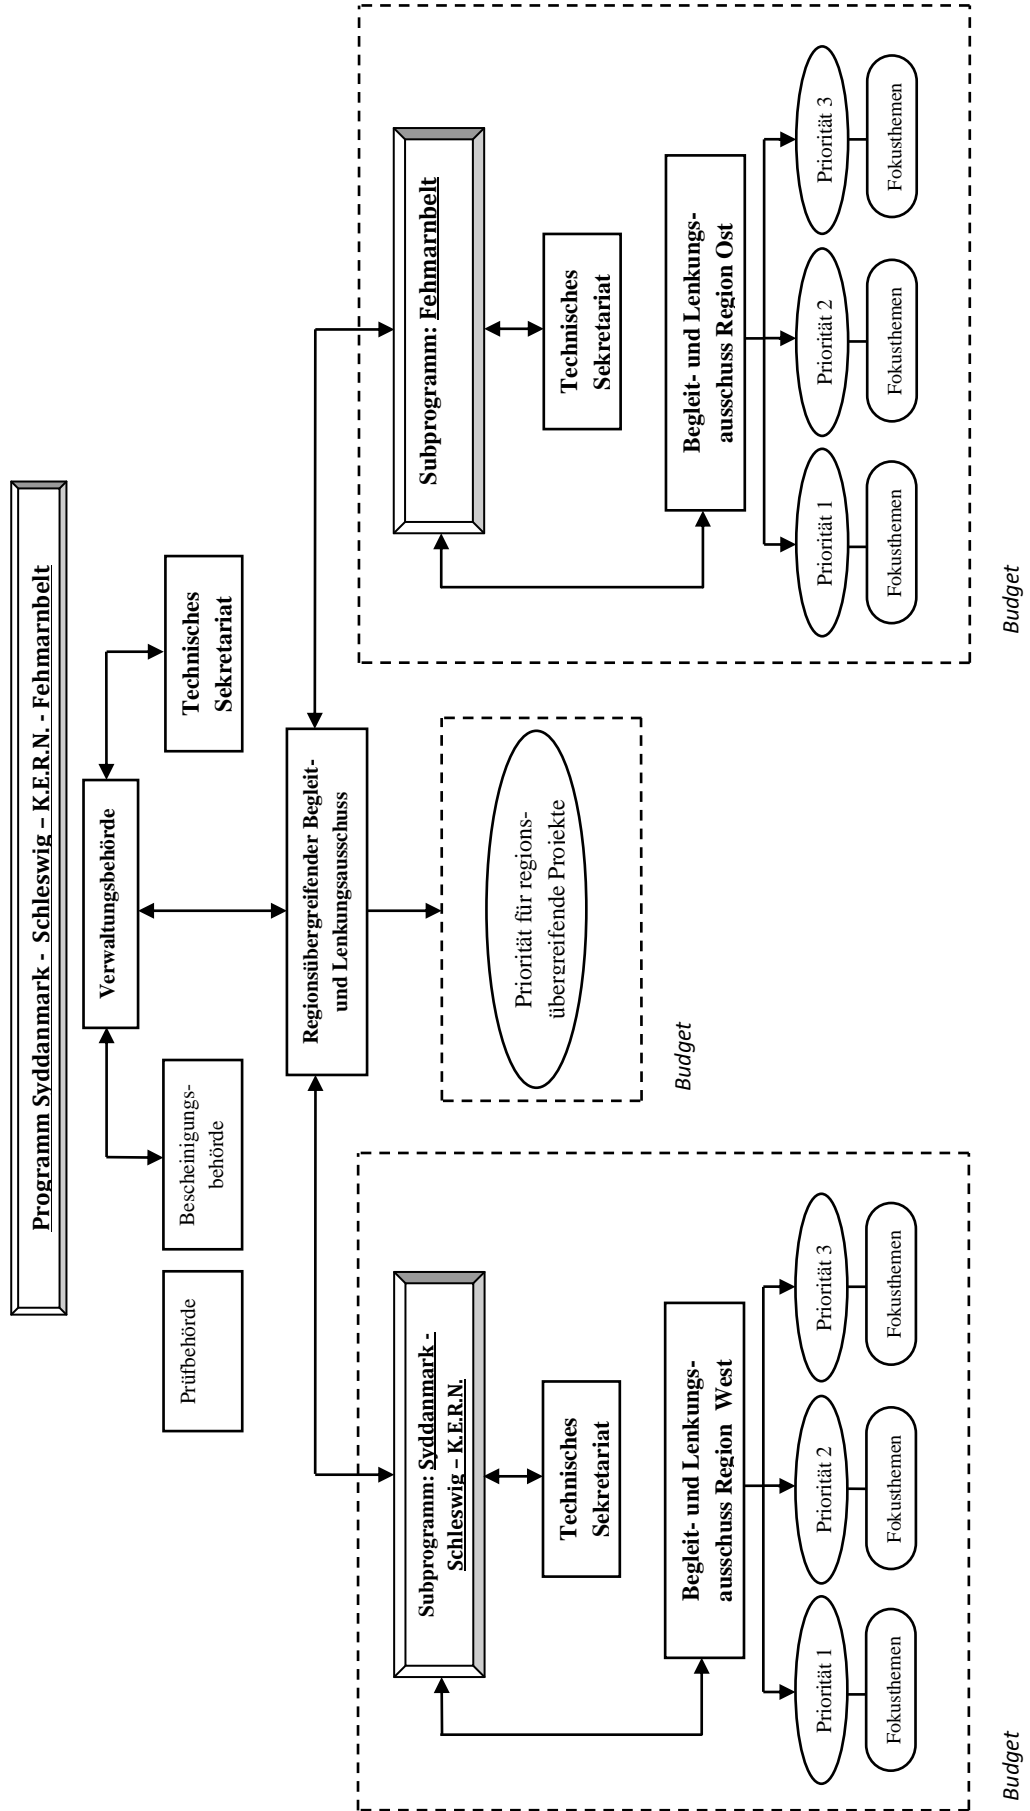 Programm Syddanmark - Schleswig – K.E.R.N. - Fehmarnbelt
Verwaltungsbehörde
Prüfbehörde
Bescheinigungs-
behörde
Technisches
Sekretariat
Regionsübergreifender Begleit-
und Lenkungsausschuss
Subprogramm: Syddanmark -
Schleswig – K.E.R.N.
Technisches
Sekretariat
Begleit- und Lenkungs-
ausschuss Region West
Priorität 1
Priorität 2
Priorität 3
Fokusthemen
Fokusthemen
Fokusthemen
Budget
Priorität für regions-
übergreifende Projekte
Budget
Subprogramm: Fehmarnbelt
Technisches
Sekretariat
Begleit- und Lenkungs-
ausschuss Region Ost
Priorität 1
Priorität 2
Priorität 3
Fokusthemen
Fokusthemen
Fokusthemen
Budget